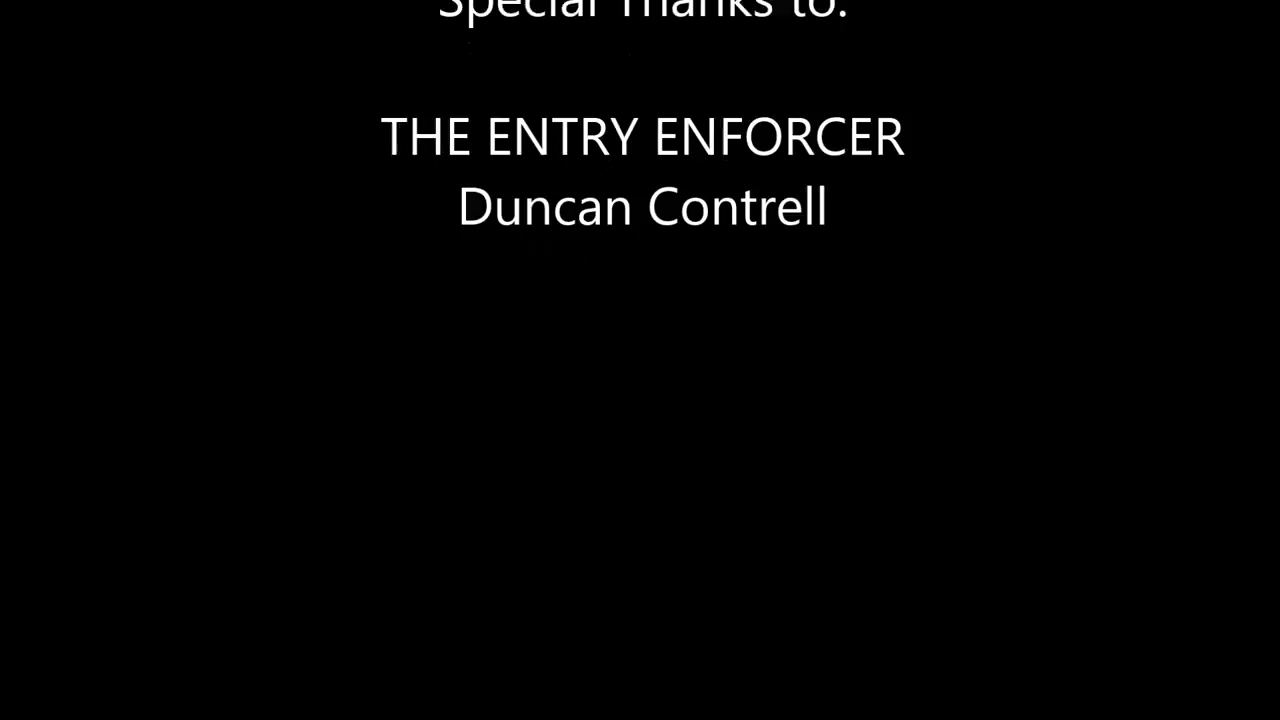 Special Thanks to:
THE ENTRY ENFORCER
Duncan Contrell